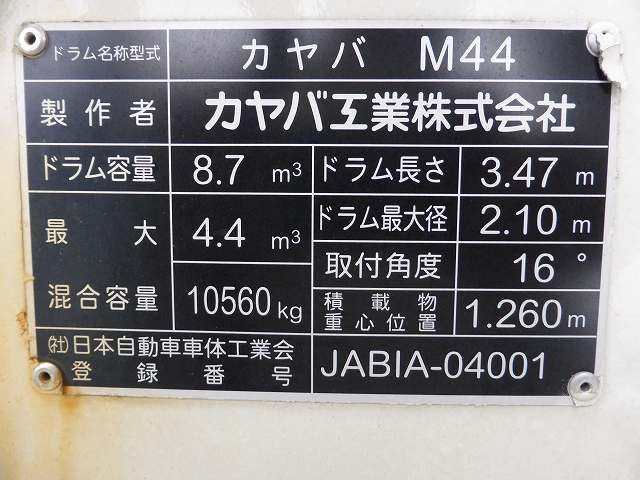 ドラム名称型式 カヤバ M44
製作者 カヤバ工業株式会社
ドラム容量 8.7 m³ ドラム長さ 3.47 m
最大 4.4 m³ ドラム最大径 2.10 m
取付角度 16°
混合容量 10560kg 積載物
重心位置 1.260m
㈳日本自動車車体工業会
登録番号 JABIA-04001